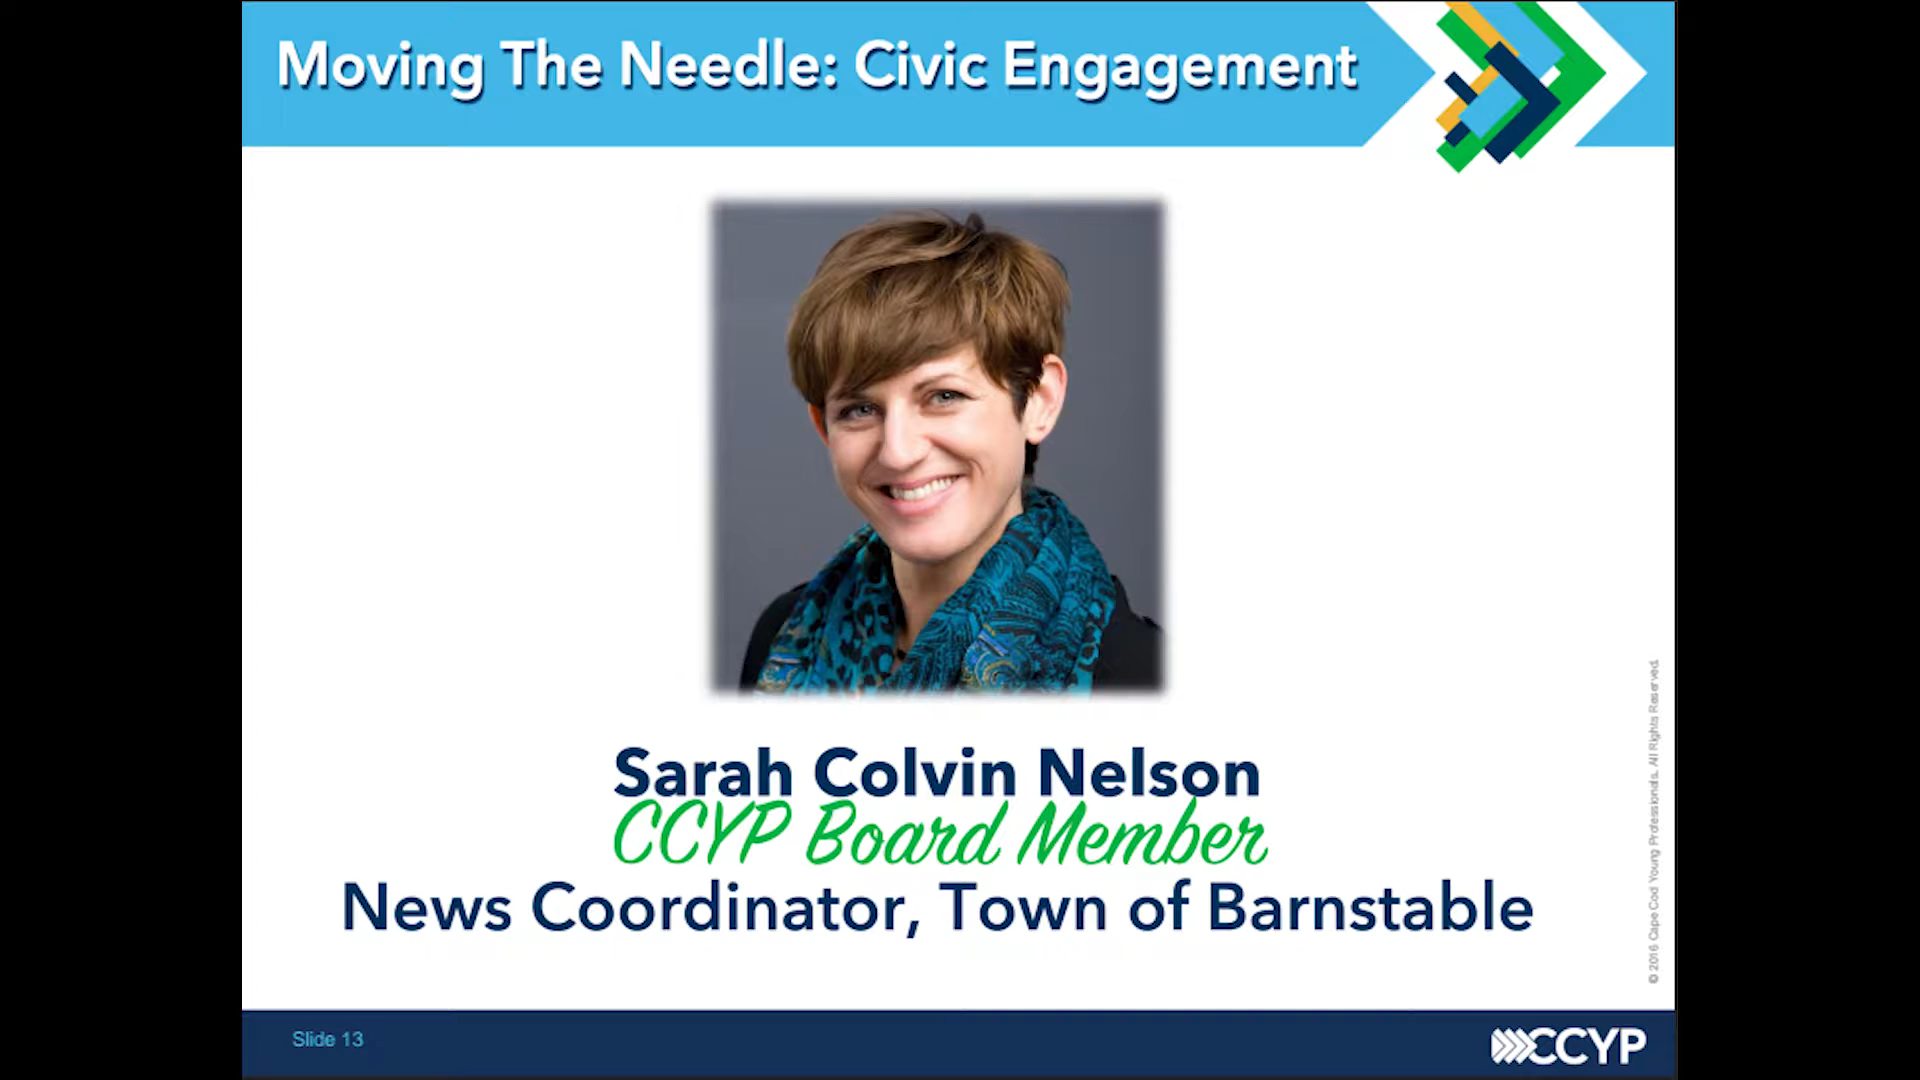 Moving The Needle: Civic Engagement
Sarah Colvin Nelson
CCYP Board Member
News Coordinator, Town of Barnstable
© 2016 Cape Cod Young Professionals. All Rights Reserved.
Slide 13
CCYP